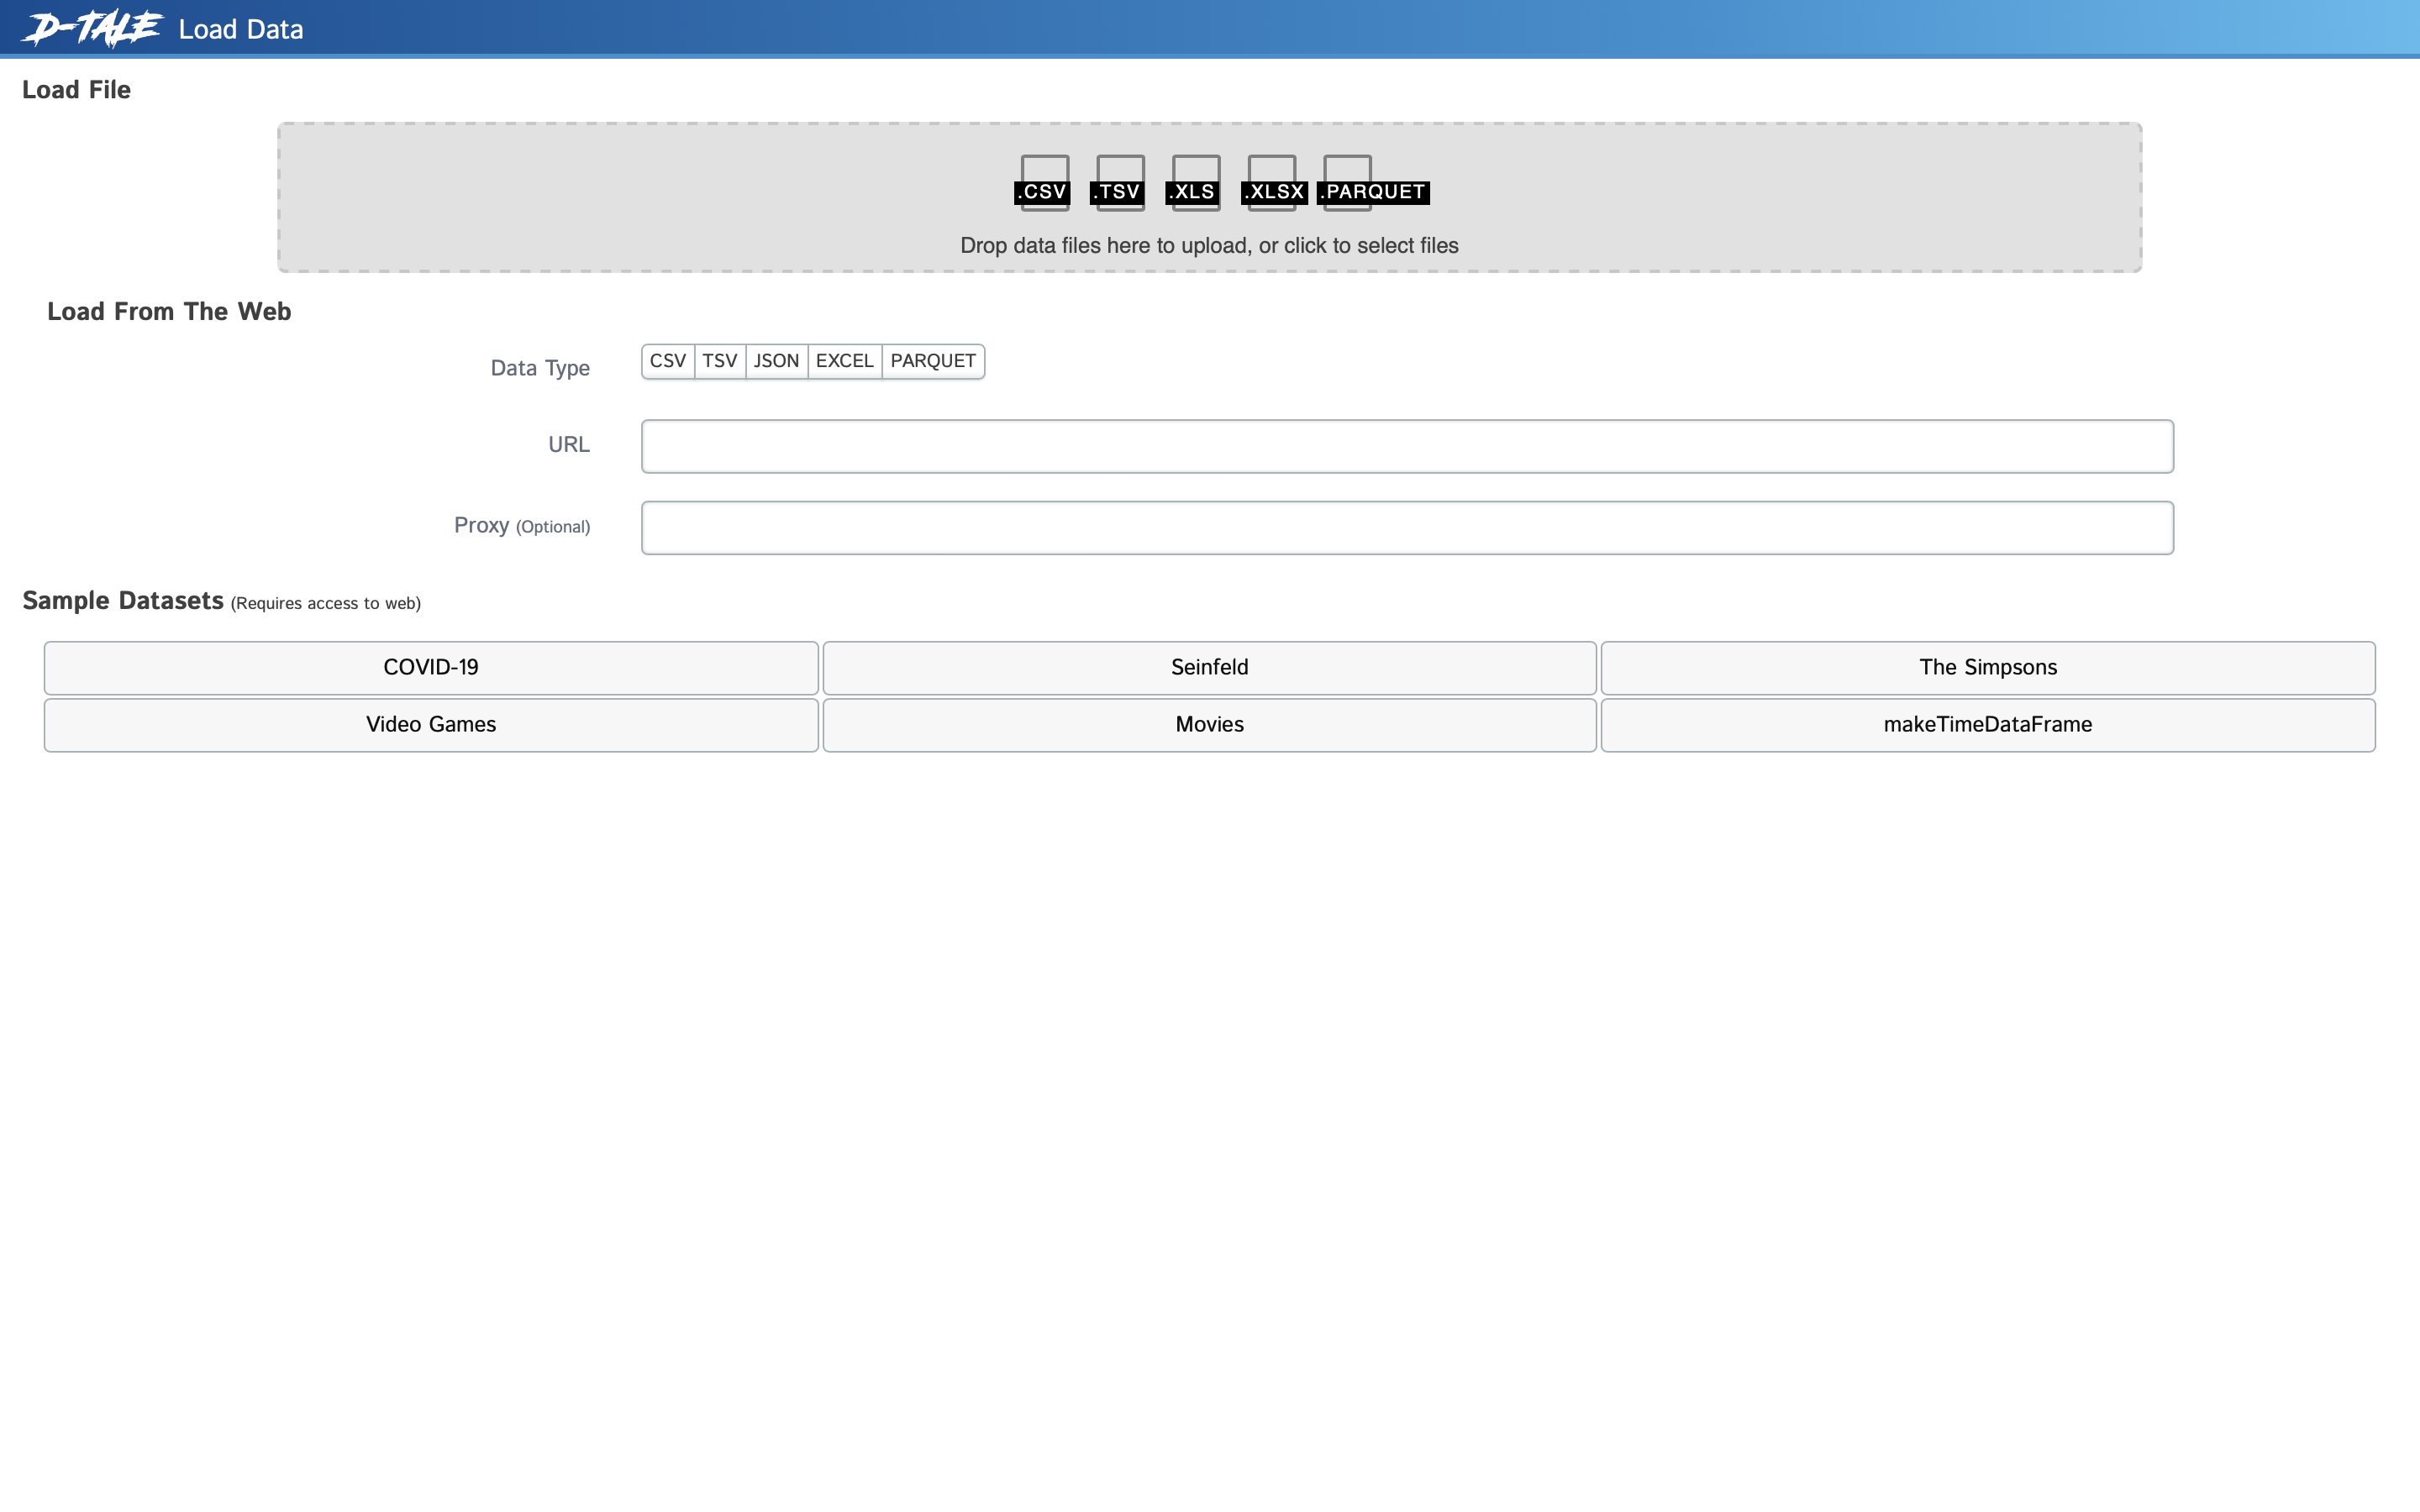 D-TALE Load Data
Load File
.CSV .TSV .XLS .XLSX .PARQUET
Drop data files here to upload, or click to select files
Load From The Web
Data Type CSV TSV JSON EXCEL PARQUET
URL
Proxy (Optional)
Sample Datasets (Requires access to web)
COVID-19 Seinfeld The Simpsons
Video Games Movies makeTimeDataFrame